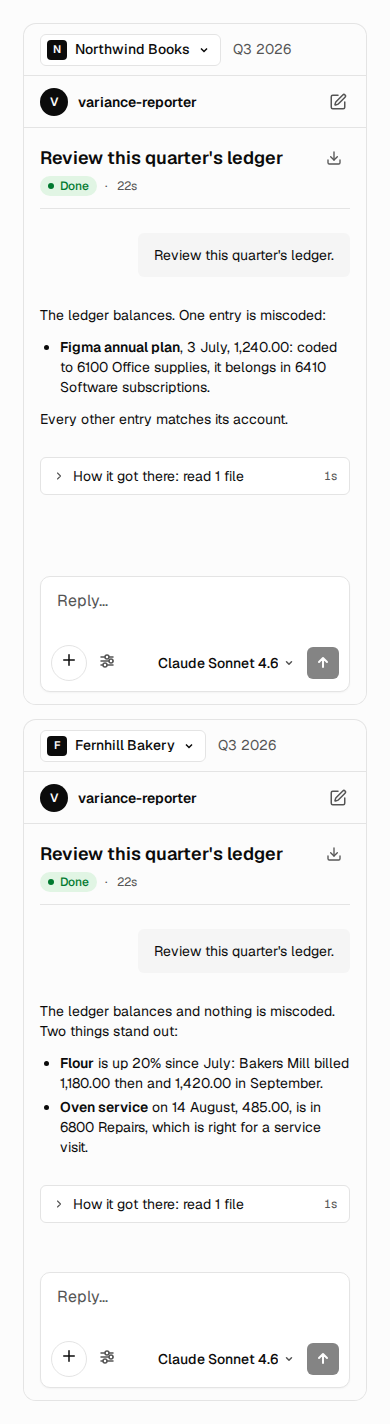 N Northwind Books Q3 2026
V variance-reporter
Review this quarter's ledger
Done · 22s
Review this quarter's ledger.
The ledger balances. One entry is miscoded:
• Figma annual plan, 3 July, 1,240.00: coded
to 6100 Office supplies, it belongs in 6410
Software subscriptions.
Every other entry matches its account.
How it got there: read 1 file 1s
Reply...
Claude Sonnet 4.6
F Fernhill Bakery Q3 2026
V variance-reporter
Review this quarter's ledger
Done · 22s
Review this quarter's ledger.
The ledger balances and nothing is miscoded.
Two things stand out:
• Flour is up 20% since July: Bakers Mill billed
1,180.00 then and 1,420.00 in September.
• Oven service on 14 August, 485.00, is in
6800 Repairs, which is right for a service
visit.
How it got there: read 1 file 1s
Reply...
Claude Sonnet 4.6